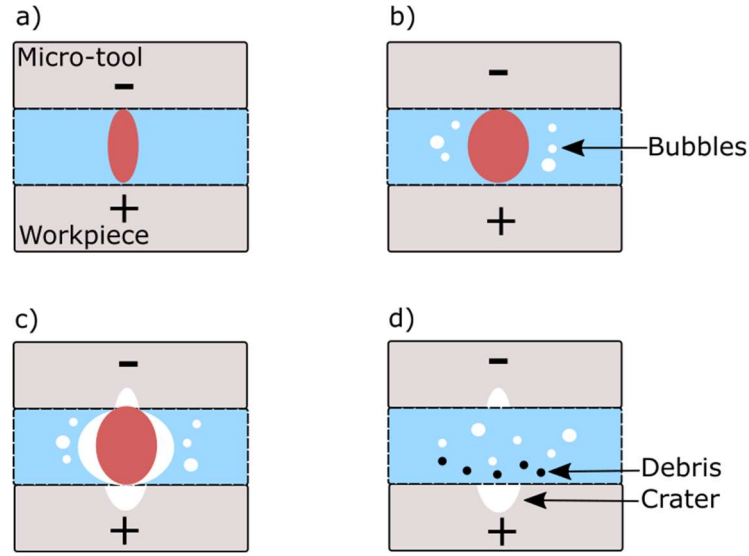 a)
Micro-tool
-
+
Workpiece
b)
-
Bubbles
+
c)
-
+
d)
-
Debris
Crater
+